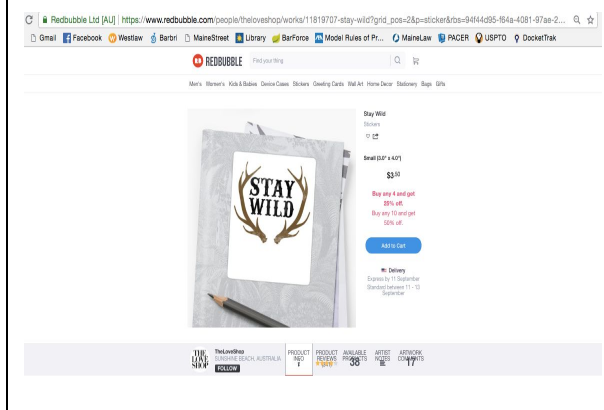 Redbubble Ltd [AU] | https://www.redbubble.com/people/theloveshop/works/11819707-stay-wild?grid_pos=2&p=sticker&rbs=94f44d95-f64a-4081-97ae-2...
Gmail Facebook Westlaw Barbri MaineStreet Library BarForce Model Rules of Pr... MaineLaw PACER USPTO DocketTrak
REDBUBBLE Find your thing
Men's Women's Kids & Babies Device Cases Stickers Greeting Cards Wall Art Home Decor Stationery Bags Gifts
Stay Wild
Stickers
Small (3.0" x 4.0")
$3.50
Buy any 4 and get
25% off.
Buy any 10 and get
50% off.
Add to Cart
Delivery
Express by 11 September
Standard between 11 - 13
September
STAY
WILD
THE
LOVE
SHOP
TheLoveShop
SUNSHINE BEACH, AUSTRALIA
FOLLOW
PRODUCT
INFO
PRODUCT
REVIEWS
AVAILABLE
PRODUCTS
38
ARTIST
NOTES
ARTWORK
COMMENTS
17